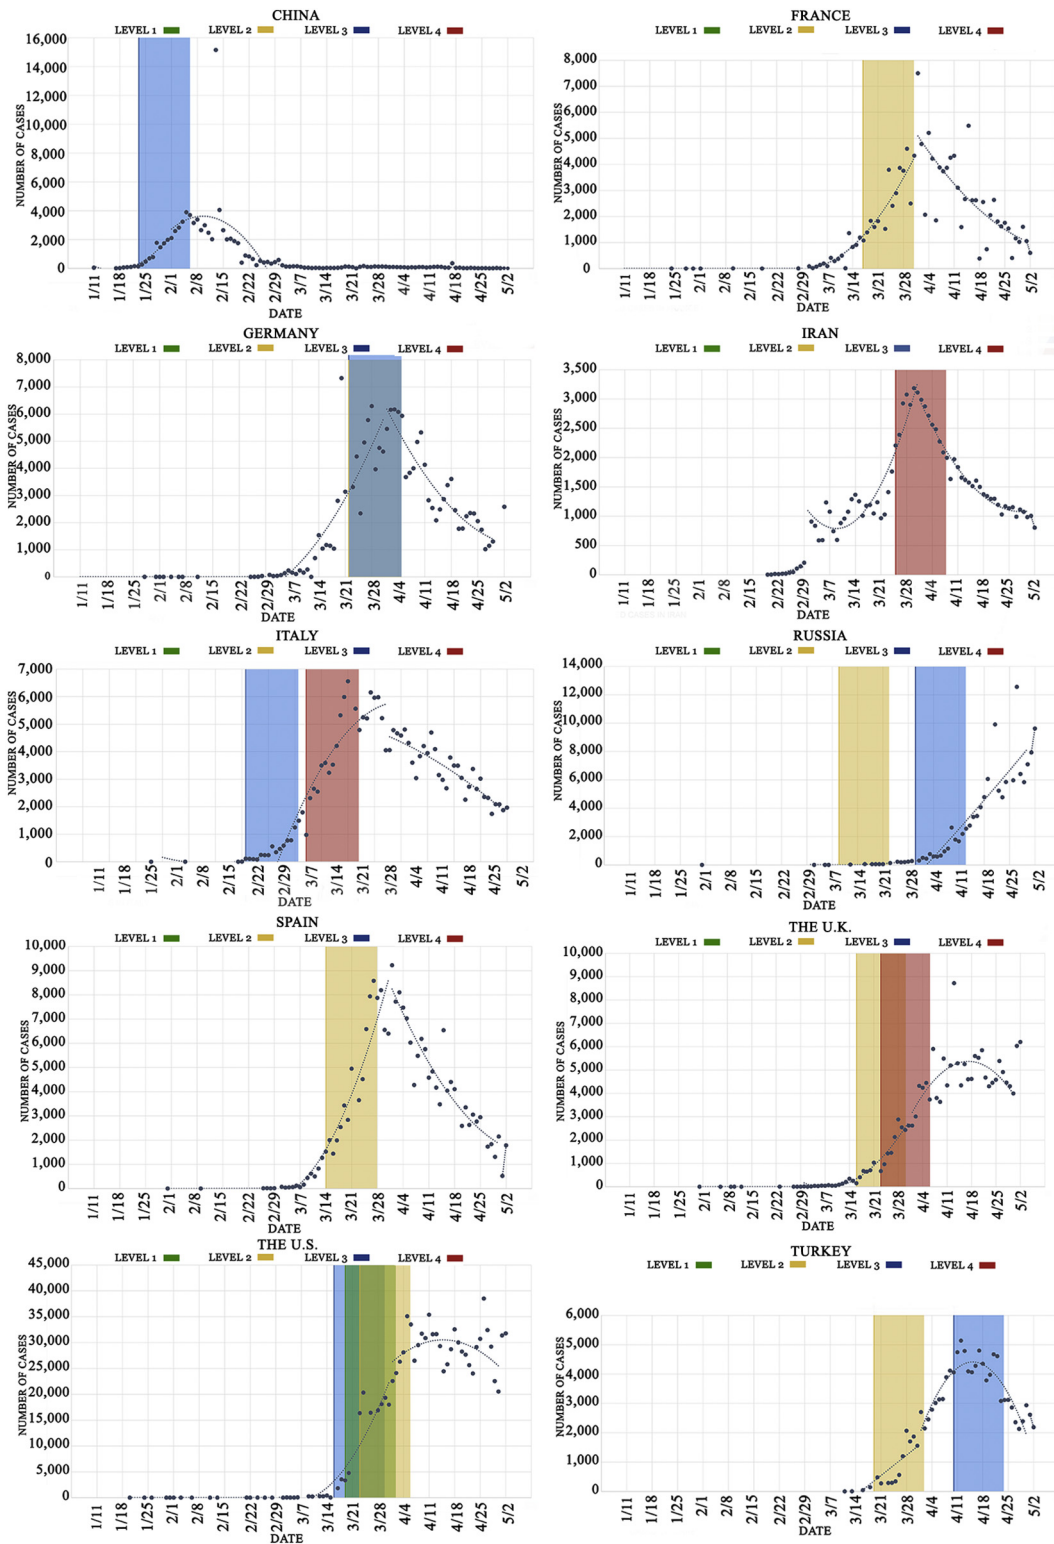 CHINA
LEVEL 1 LEVEL 2 LEVEL 3 LEVEL 4
NUMBER OF CASES
16,000
14,000
12,000
10,000
8,000
6,000
4,000
2,000
0
1/11 1/18 1/25 2/1 2/8 2/15 2/22 2/29 3/7 3/14 3/21 3/28 4/4 4/11 4/18 4/25 5/2
DATE
FRANCE
LEVEL 1 LEVEL 2 LEVEL 3 LEVEL 4
NUMBER OF CASES
8,000
7,000
6,000
5,000
4,000
3,000
2,000
1,000
0
1/11 1/18 1/25 2/1 2/8 2/15 2/22 2/29 3/7 3/14 3/21 3/28 4/4 4/11 4/18 4/25 5/2
DATE
GERMANY
LEVEL 1 LEVEL 2 LEVEL 3 LEVEL 4
NUMBER OF CASES
8,000
7,000
6,000
5,000
4,000
3,000
2,000
1,000
0
1/11 1/18 1/25 2/1 2/8 2/15 2/22 2/29 3/7 3/14 3/21 3/28 4/4 4/11 4/18 4/25 5/2
DATE
IRAN
LEVEL 1 LEVEL 2 LEVEL 3 LEVEL 4
NUMBER OF CASES
3,500
3,000
2,500
2,000
1,500
1,000
500
0
1/11 1/18 1/25 2/1 2/8 2/15 2/22 2/29 3/7 3/14 3/21 3/28 4/4 4/11 4/18 4/25 5/2
DATE
ITALY
LEVEL 1 LEVEL 2 LEVEL 3 LEVEL 4
NUMBER OF CASES
7,000
6,000
5,000
4,000
3,000
2,000
1,000
0
1/11 1/18 1/25 2/1 2/8 2/15 2/22 2/29 3/7 3/14 3/21 3/28 4/4 4/11 4/18 4/25 5/2
DATE
RUSSIA
LEVEL 1 LEVEL 2 LEVEL 3 LEVEL 4
NUMBER OF CASES
14,000
12,000
10,000
8,000
6,000
4,000
2,000
0
1/11 1/18 1/25 2/1 2/8 2/15 2/22 2/29 3/7 3/14 3/21 3/28 4/4 4/11 4/18 4/25 5/2
DATE
SPAIN
LEVEL 1 LEVEL 2 LEVEL 3 LEVEL 4
NUMBER OF CASES
10,000
9,000
8,000
7,000
6,000
5,000
4,000
3,000
2,000
1,000
0
1/11 1/18 1/25 2/1 2/8 2/15 2/22 2/29 3/7 3/14 3/21 3/28 4/4 4/11 4/18 4/25 5/2
DATE
THE U.K.
LEVEL 1 LEVEL 2 LEVEL 3 LEVEL 4
NUMBER OF CASES
10,000
9,000
8,000
7,000
6,000
5,000
4,000
3,000
2,000
1,000
0
1/11 1/18 1/25 2/1 2/8 2/15 2/22 2/29 3/7 3/14 3/21 3/28 4/4 4/11 4/18 4/25 5/2
DATE
THE U.S.
LEVEL 1 LEVEL 2 LEVEL 3 LEVEL 4
NUMBER OF CASES
45,000
40,000
35,000
30,000
25,000
20,000
15,000
10,000
5,000
0
1/11 1/18 1/25 2/1 2/8 2/15 2/22 2/29 3/7 3/14 3/21 3/28 4/4 4/11 4/18 4/25 5/2
DATE
TURKEY
LEVEL 1 LEVEL 2 LEVEL 3 LEVEL 4
NUMBER OF CASES
6,000
5,000
4,000
3,000
2,000
1,000
0
1/11 1/18 1/25 2/1 2/8 2/15 2/22 2/29 3/7 3/14 3/21 3/28 4/4 4/11 4/18 4/25 5/2
DATE